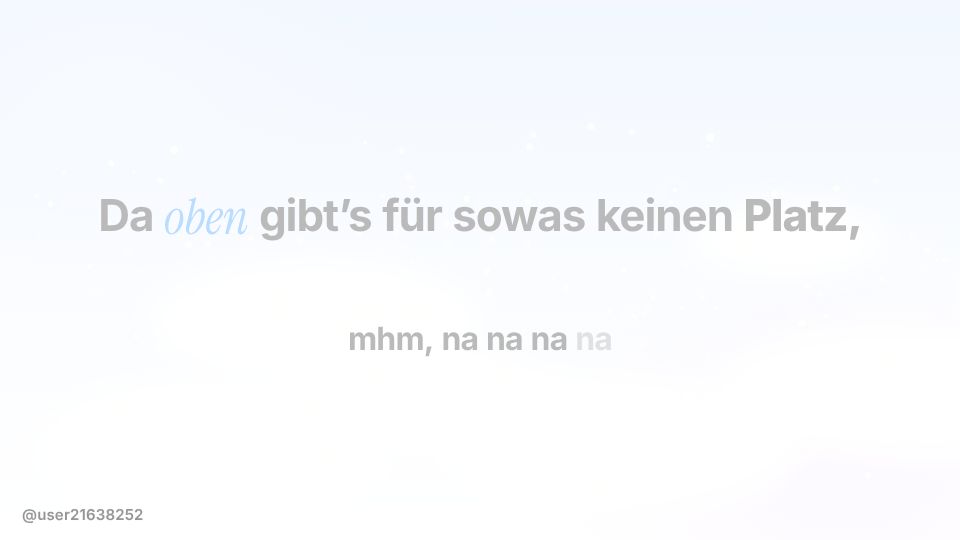 Da oben gibt’s für sowas keinen Platz,
mhm, na na na na
@user21638252